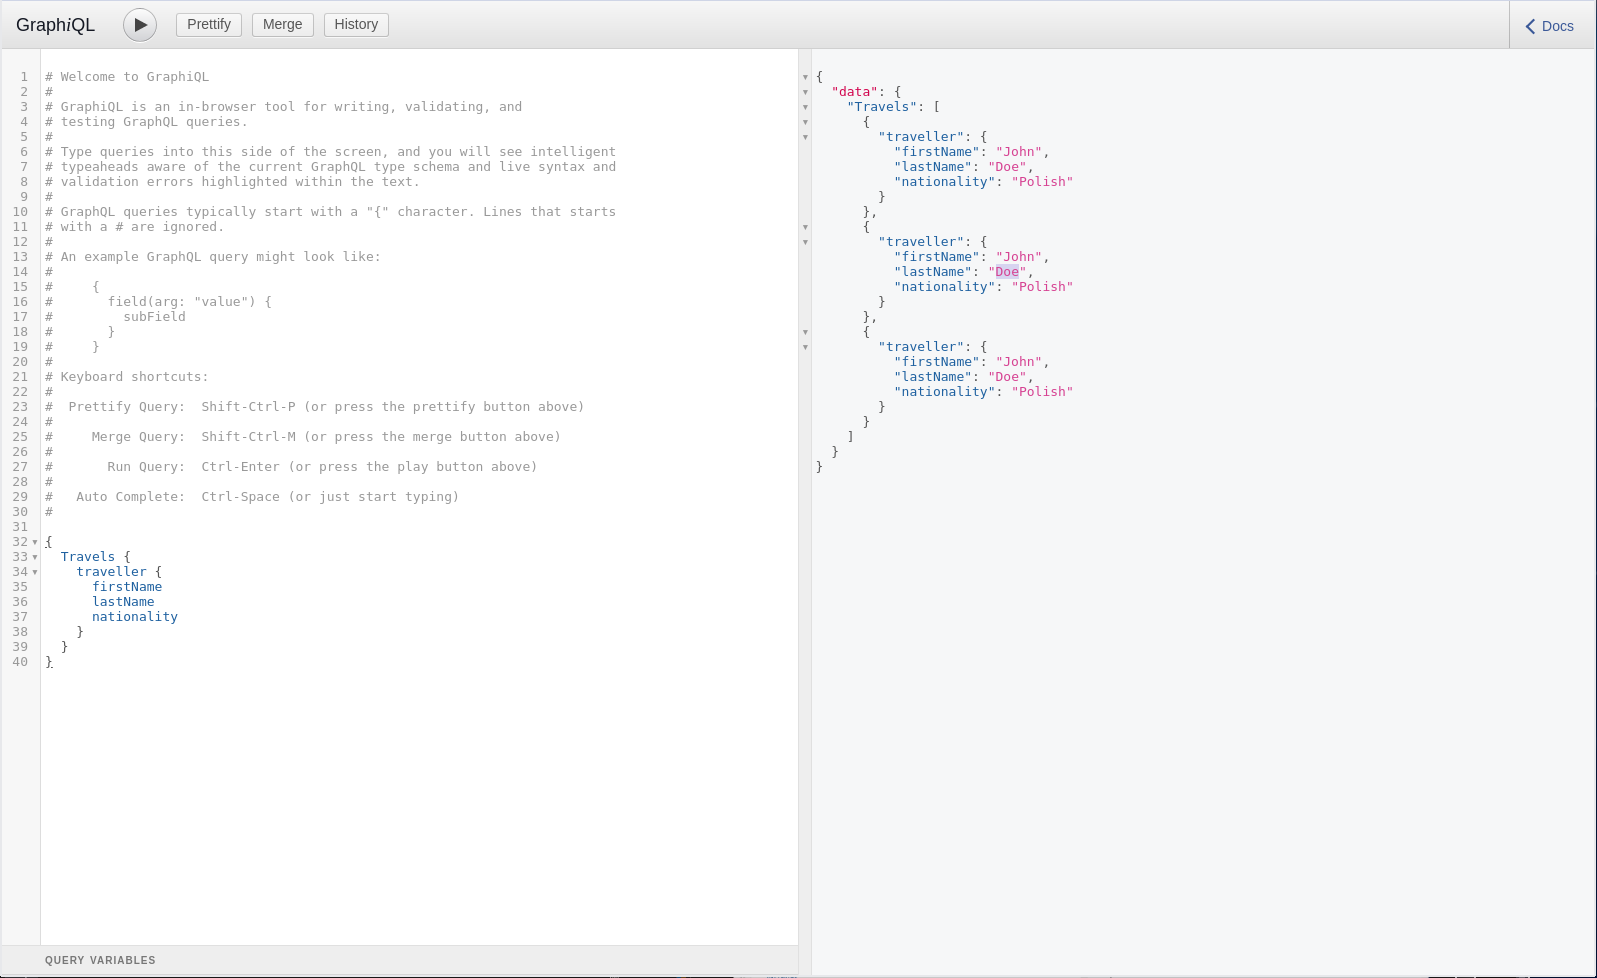 GraphiQL
Prettify
Merge
History
Docs
1 # Welcome to GraphiQL
2 #
3 # GraphiQL is an in-browser tool for writing, validating, and
4 # testing GraphQL queries.
5 #
6 # Type queries into this side of the screen, and you will see intelligent
7 # typeaheads aware of the current GraphQL type schema and live syntax and
8 # validation errors highlighted within the text.
9 #
10 # GraphQL queries typically start with a "{" character. Lines that starts
11 # with a # are ignored.
12 #
13 # An example GraphQL query might look like:
14 #
15 #     {
16 #       field(arg: "value") {
17 #         subField
18 #       }
19 #     }
20 #
21 # Keyboard shortcuts:
22 #
23 #  Prettify Query:  Shift-Ctrl-P (or press the prettify button above)
24 #
25 #     Merge Query:  Shift-Ctrl-M (or press the merge button above)
26 #
27 #       Run Query:  Ctrl-Enter (or press the play button above)
28 #
29 #   Auto Complete:  Ctrl-Space (or just start typing)
30 #
31
32 {
33   Travels {
34     traveller {
35       firstName
36       lastName
37       nationality
38     }
39   }
40 }
QUERY VARIABLES
{
  "data": {
    "Travels": [
      {
        "traveller": {
          "firstName": "John",
          "lastName": "Doe",
          "nationality": "Polish"
        }
      },
      {
        "traveller": {
          "firstName": "John",
          "lastName": "Doe",
          "nationality": "Polish"
        }
      },
      {
        "traveller": {
          "firstName": "John",
          "lastName": "Doe",
          "nationality": "Polish"
        }
      }
    ]
  }
}